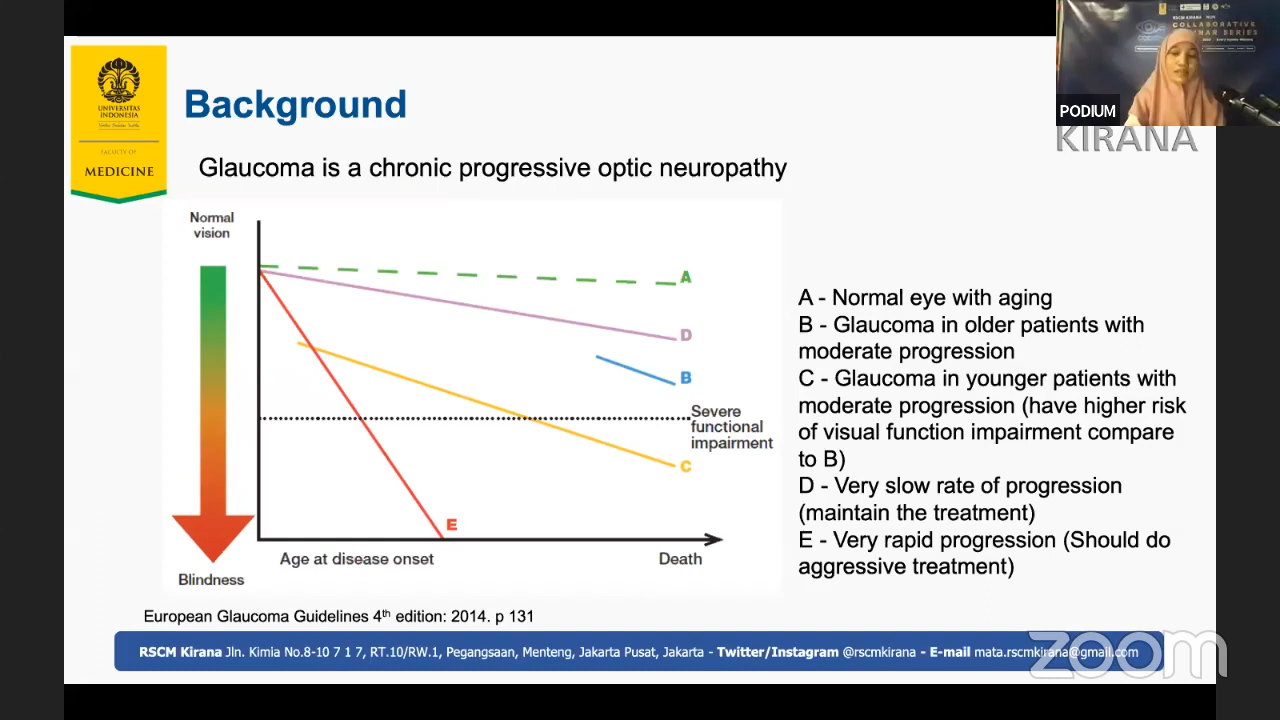 UNIVERSITAS
INDONESIA
FACULTY OF
MEDICINE
Background
RSCM KIRANA
COLLABORATIVE
PODIUM
KIRANA
Glaucoma is a chronic progressive optic neuropathy
Normal
vision
A
D
B
Severe
functional
impairment
C
E
Age at disease onset
Death
Blindness
A - Normal eye with aging
B - Glaucoma in older patients with
moderate progression
C - Glaucoma in younger patients with
moderate progression (have higher risk
of visual function impairment compare
to B)
D - Very slow rate of progression
(maintain the treatment)
E - Very rapid progression (Should do
aggressive treatment)
European Glaucoma Guidelines 4th edition: 2014. p 131
RSCM Kirana Jln. Kimia No.8-10 7 1 7, RT.10/RW.1, Pegangsaan, Menteng, Jakarta Pusat, Jakarta - Twitter/Instagram @rscmkirana - E-mail mata.rscmkirana@gmail.com
zoom